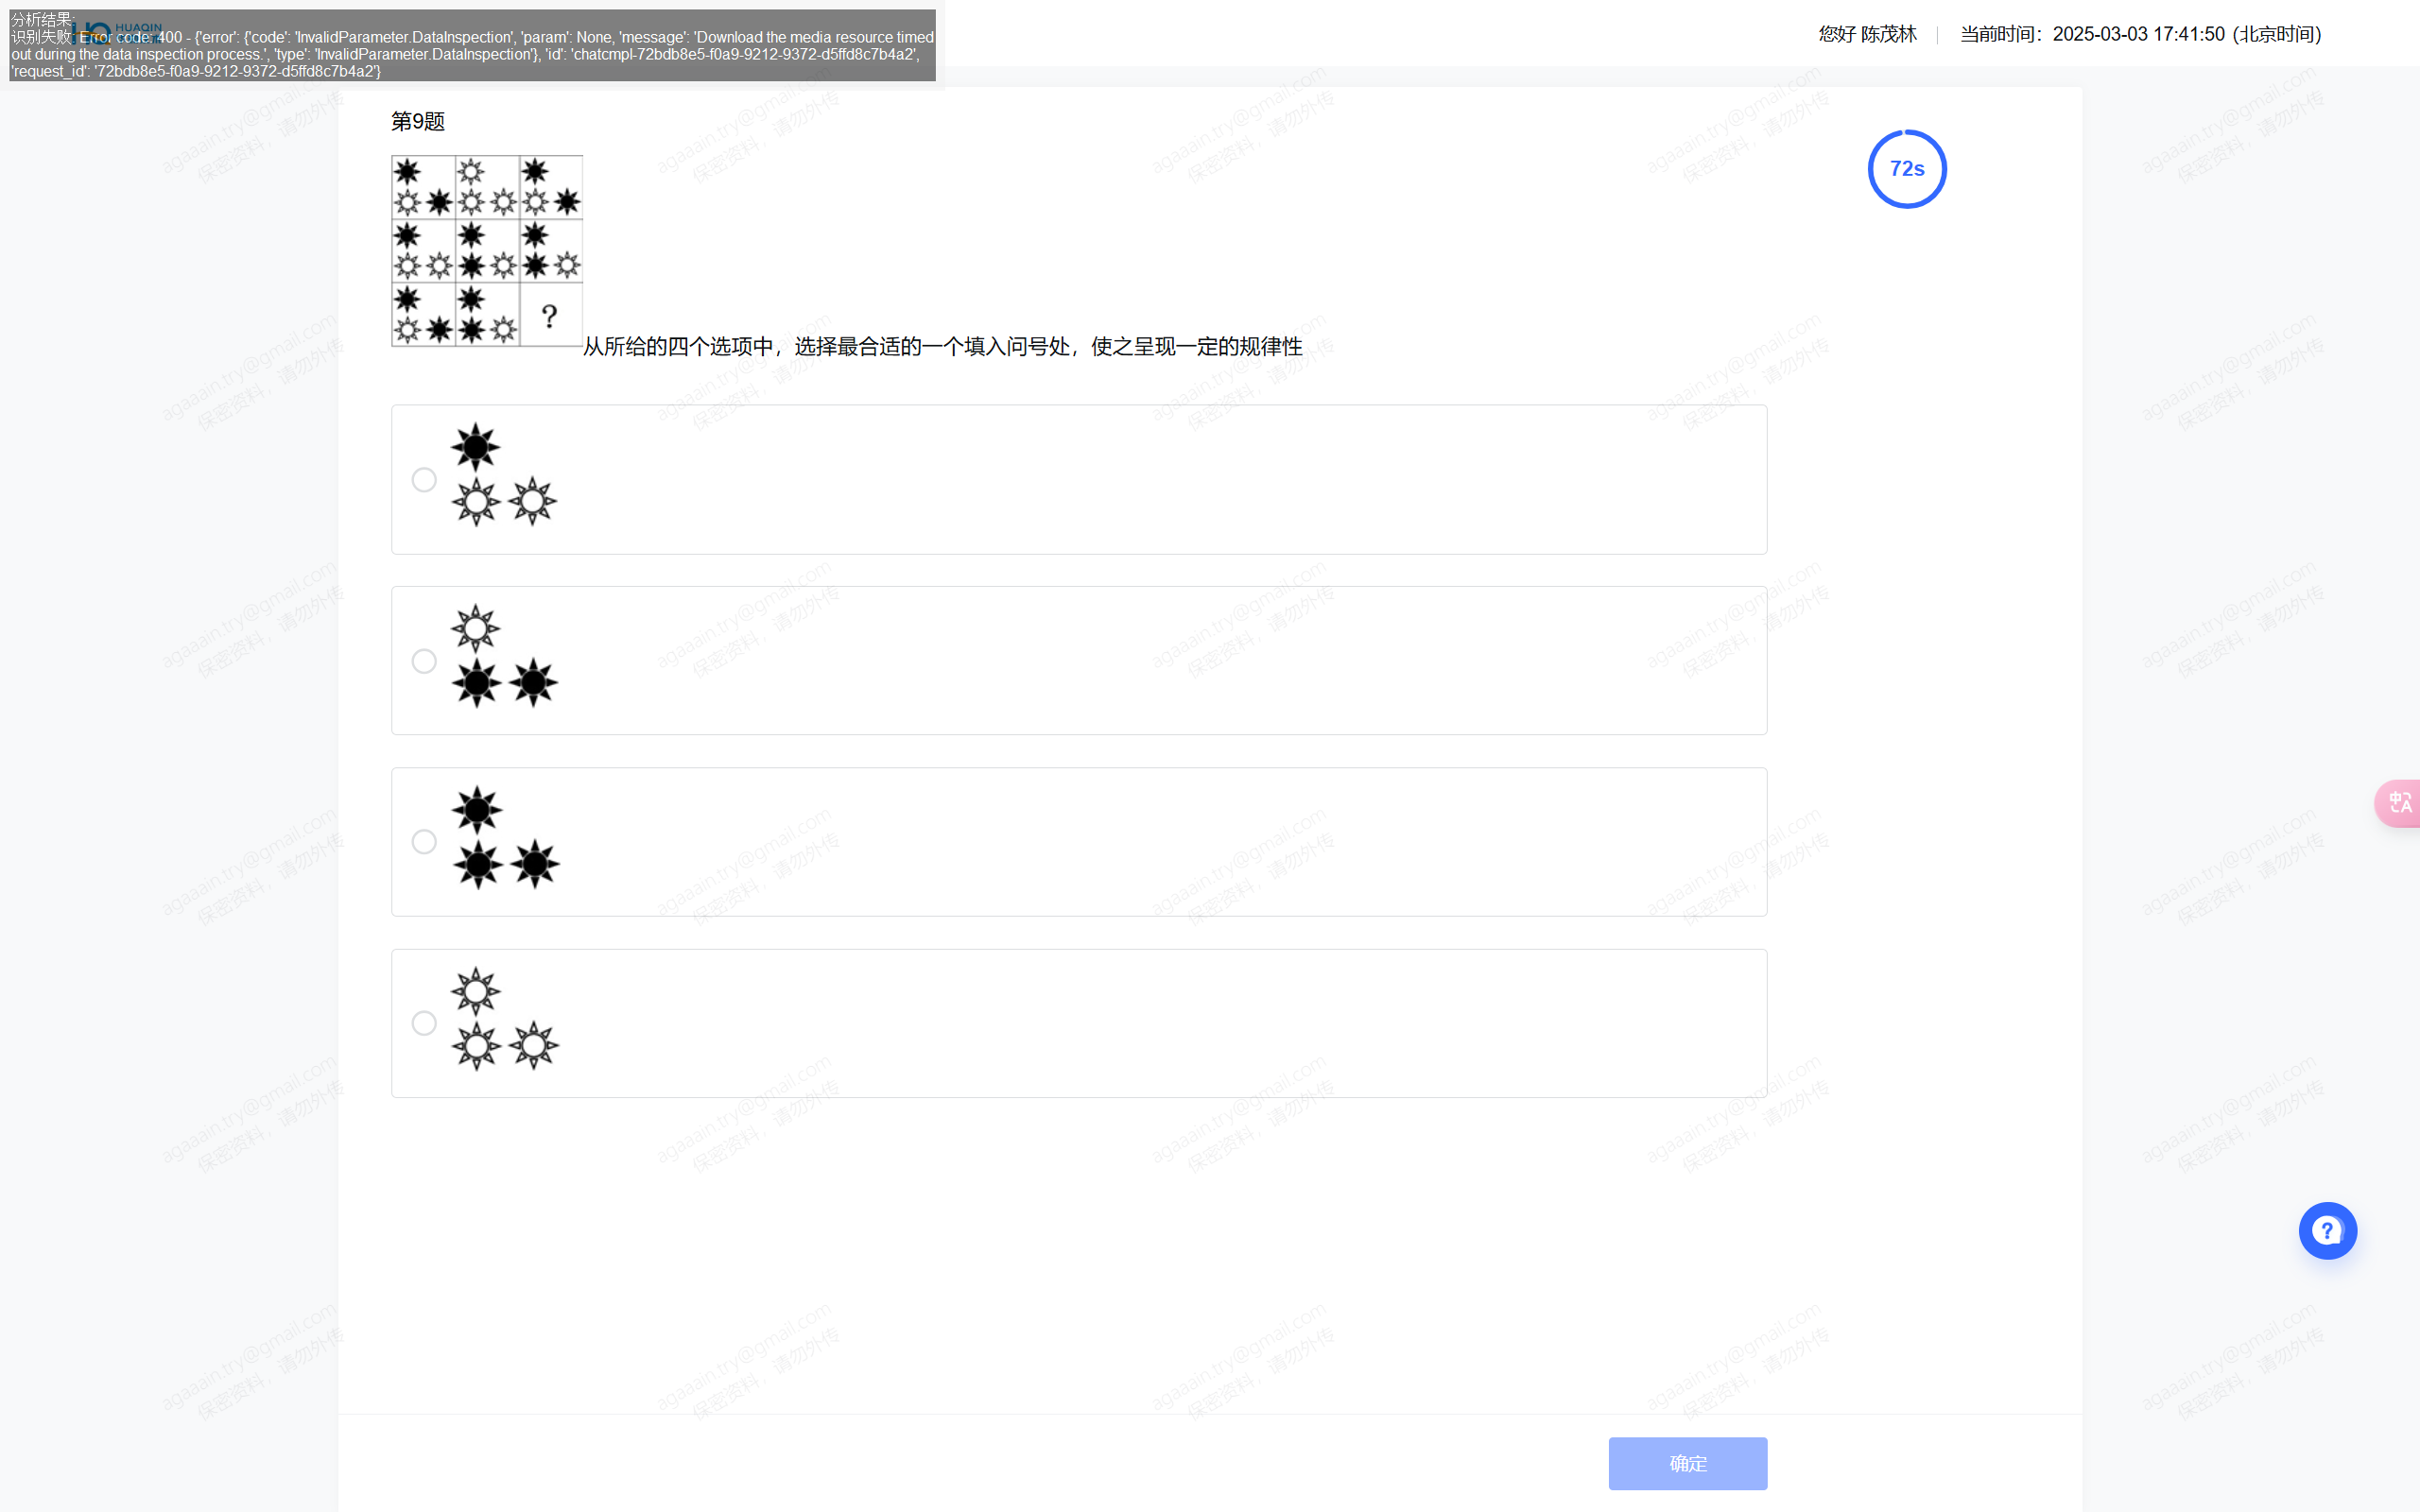 分析结果:
识别失败: Error code: 400 - {'error': {'code': 'InvalidParameter.DataInspection', 'param': None, 'message': 'Download the media resource timed
out during the data inspection process.', 'type': 'InvalidParameter.DataInspection'}, 'id': 'chatcmpl-72bdb8e5-f0a9-9212-9372-d5ffd8c7b4a2',
'request_id': '72bdb8e5-f0a9-9212-9372-d5ffd8c7b4a2'}
HUAQIN
您好 陈茂林
当前时间：2025-03-03 17:41:50 (北京时间)
第9题
72s
?
从所给的四个选项中，选择最合适的一个填入问号处，使之呈现一定的规律性
确定
agaaain.try@gmail.com
保密资料，请勿外传